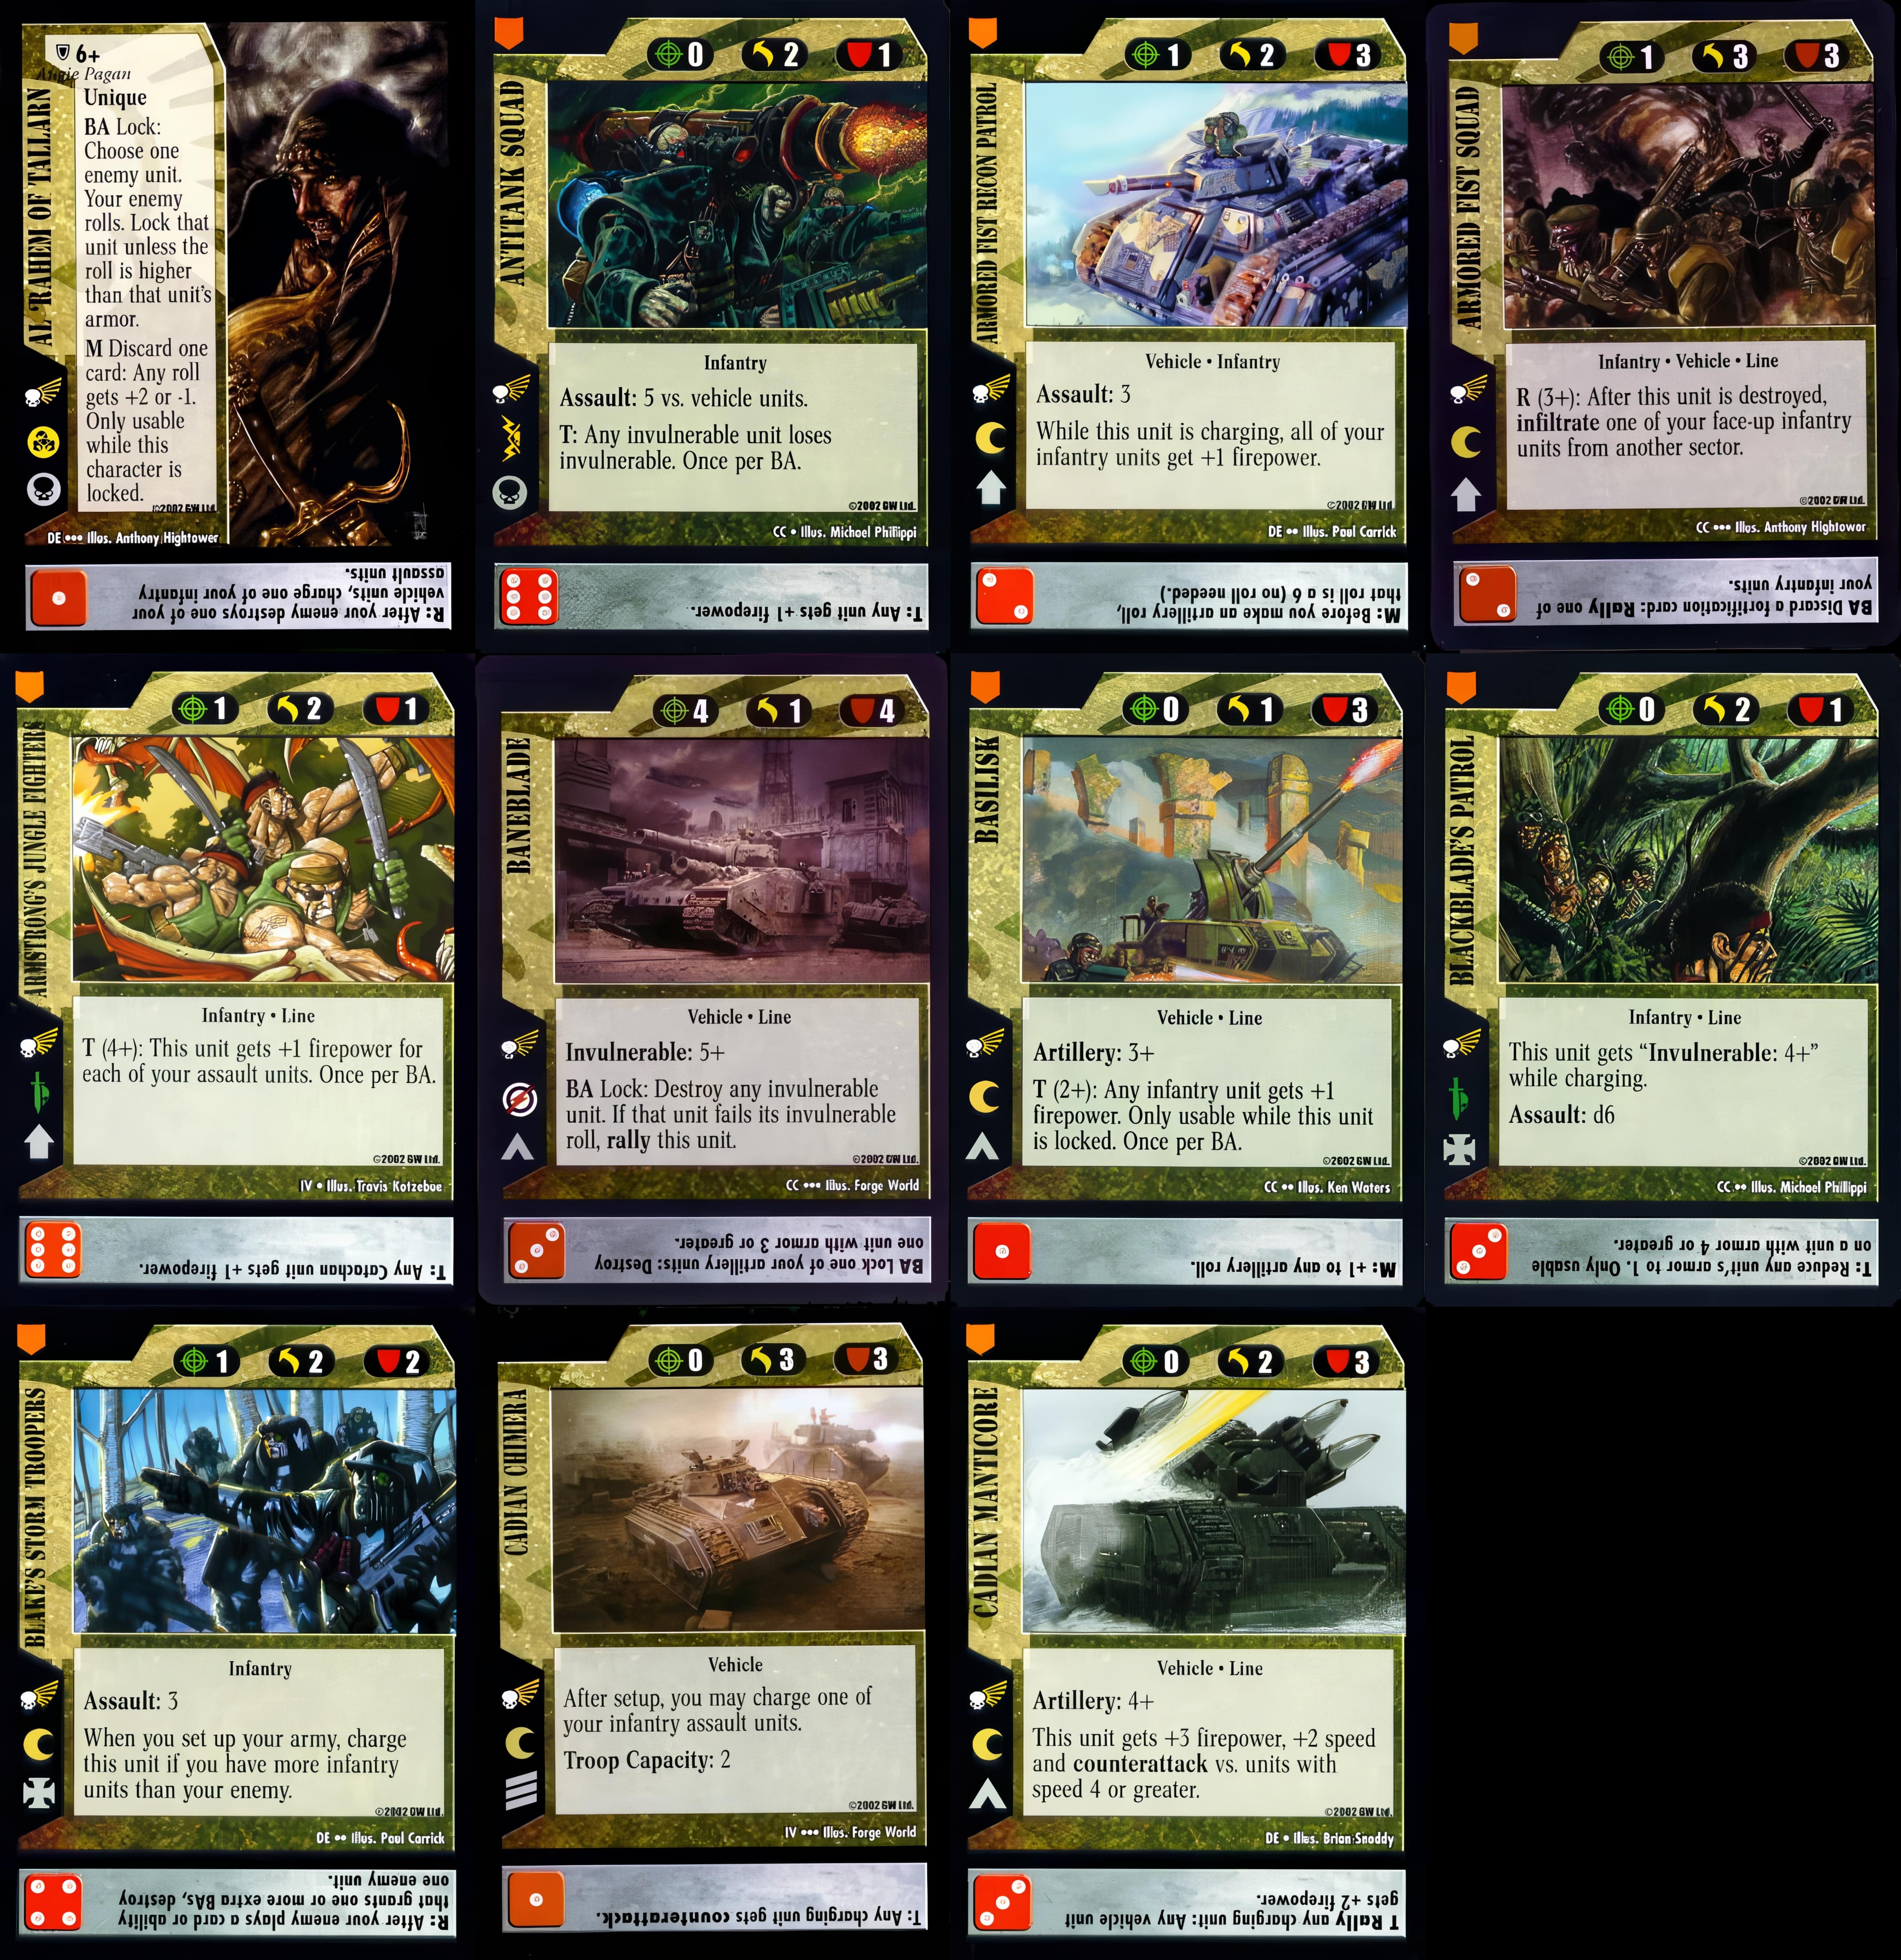 AL'RAHEM OF TALLARN
6+
Angie Pagan
Unique
BA Lock:
Choose one
enemy unit.
Your enemy
rolls. Lock that
unit unless the
roll is higher
than that unit's
armor.
M Discard one
card: Any roll
gets +2 or -1.
Only usable
while this
character is
locked.
©2002 GW Ltd.
DE ••• Illus. Anthony Hightower
R: After your enemy destroys one of your
vehicle units, charge one of your infantry
assault units.
ANTITANK SQUAD
0 2 1
Infantry
Assault: 5 vs. vehicle units.
T: Any invulnerable unit loses
invulnerable. Once per BA.
©2002 GW Ltd.
CC • Illus. Michael Phillippi
T: Any unit gets +1 firepower.
ARMORED FIST RECON PATROL
1 2 3
Vehicle • Infantry
Assault: 3
While this unit is charging, all of your
infantry units get +1 firepower.
©2002 GW Ltd.
DE •• Illus. Paul Carrick
M: Before you make an artillery roll,
that roll is a 6 (no roll needed.)
ARMORED FIST SQUAD
1 3 3
Infantry • Vehicle • Line
R (3+): After this unit is destroyed,
infiltrate one of your face-up infantry
units from another sector.
©2002 GW Ltd.
CC ••• Illus. Anthony Hightower
BA Discard a fortification card: Rally one of
your infantry units.
ARMSTRONG'S JUNGLE FIGHTERS
1 2 1
Infantry • Line
T (4+): This unit gets +1 firepower for
each of your assault units. Once per BA.
©2002 GW Ltd.
IV • Illus. Travis Kotzebue
T: Any Catachan unit gets +1 firepower.
BANEBLADE
4 1 4
Vehicle • Line
Invulnerable: 5+
BA Lock: Destroy any invulnerable
unit. If that unit fails its invulnerable
roll, rally this unit.
©2002 GW Ltd.
CC ••• Illus. Forge World
BA Lock one of your artillery units: Destroy
one unit with armor 3 or greater.
BASILISK
0 1 3
Vehicle • Line
Artillery: 3+
T (2+): Any infantry unit gets +1
firepower. Only usable while this unit
is locked. Once per BA.
©2002 GW Ltd.
CC •• Illus. Ken Waters
M: +1 to any artillery roll.
BLACKBLADE'S PATROL
0 2 1
Infantry • Line
This unit gets “Invulnerable: 4+”
while charging.
Assault: d6
©2002 GW Ltd.
CC •• Illus. Michael Phillippi
T: Reduce any unit's armor to 1. Only usable
on a unit with armor 4 or greater.
BLAKE'S STORM TROOPERS
1 2 2
Infantry
Assault: 3
When you set up your army, charge
this unit if you have more infantry
units than your enemy.
©2002 GW Ltd.
DE •• Illus. Paul Carrick
R: After your enemy plays a card or ability
that grants one or more extra BAs, destroy
one enemy unit.
CADIAN CHIMERA
0 3 3
Vehicle
After setup, you may charge one of
your infantry assault units.
Troop Capacity: 2
©2002 GW Ltd.
IV ••• Illus. Forge World
T: Any charging unit gets counterattack.
CADIAN MANTICORE
0 2 3
Vehicle • Line
Artillery: 4+
This unit gets +3 firepower, +2 speed
and counterattack vs. units with
speed 4 or greater.
©2002 GW Ltd.
DE • Illus. Brian Snoddy
T Rally any charging unit: Any vehicle unit
gets +2 firepower.